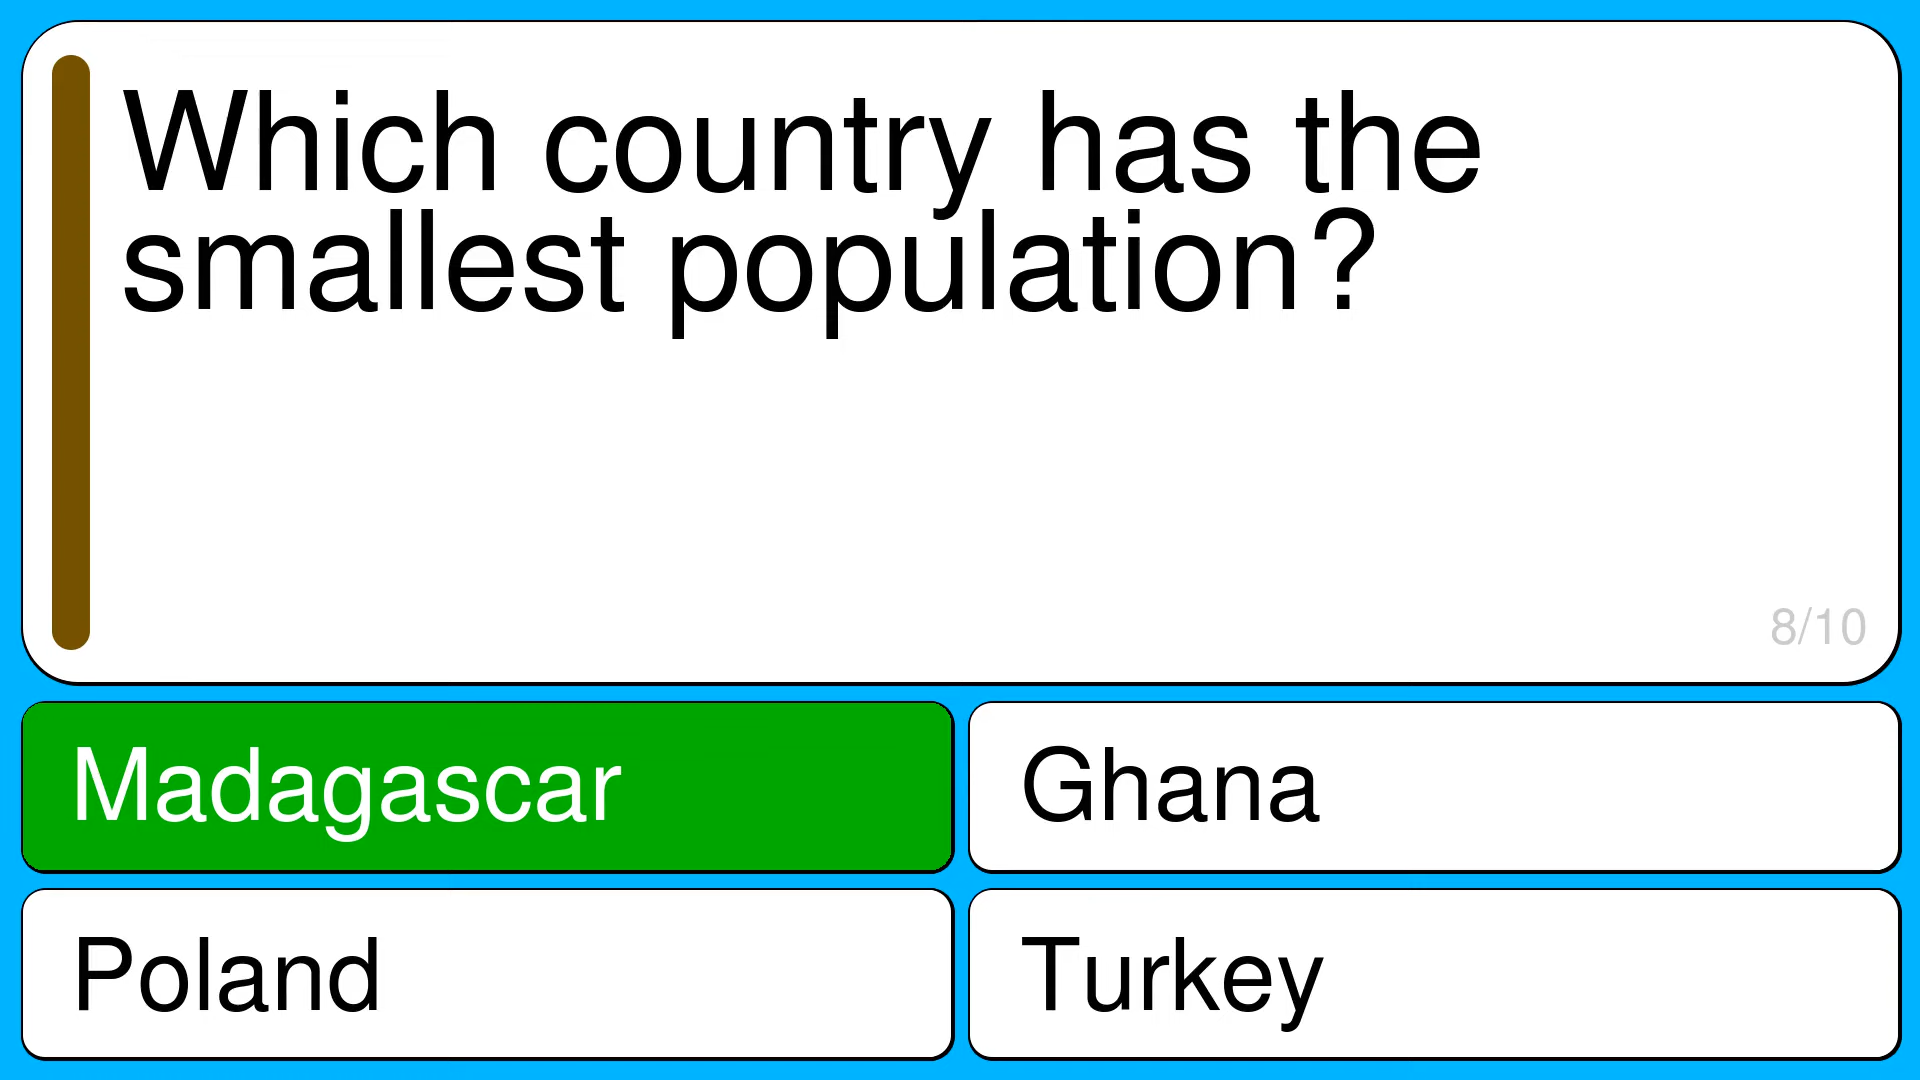 Which country has the
smallest population?
8/10
Madagascar
Ghana
Poland
Turkey